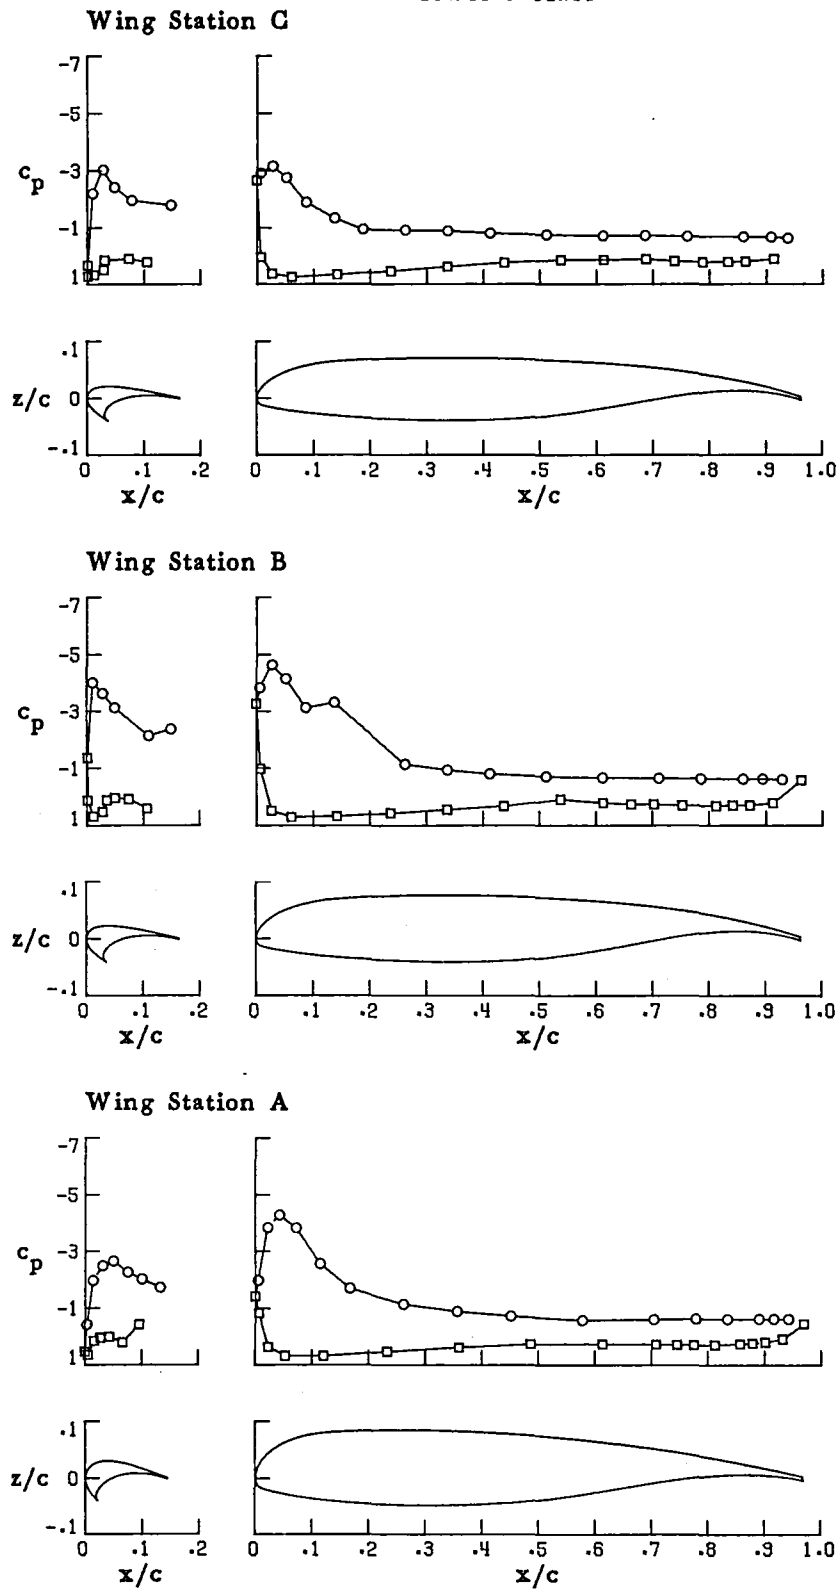 Wing Station C
-7
-5
-3
c_p
-1
1
.1
z/c 0
-.1
0 .1 .2 0 .1 .2 .3 .4 .5 .6 .7 .8 .9 1.0
x/c x/c
Wing Station B
-7
-5
-3
c_p
-1
1
.1
z/c 0
-.1
0 .1 .2 0 .1 .2 .3 .4 .5 .6 .7 .8 .9 1.0
x/c x/c
Wing Station A
-7
-5
-3
c_p
-1
1
.1
z/c 0
-.1
0 .1 .2 0 .1 .2 .3 .4 .5 .6 .7 .8 .9 1.0
x/c x/c